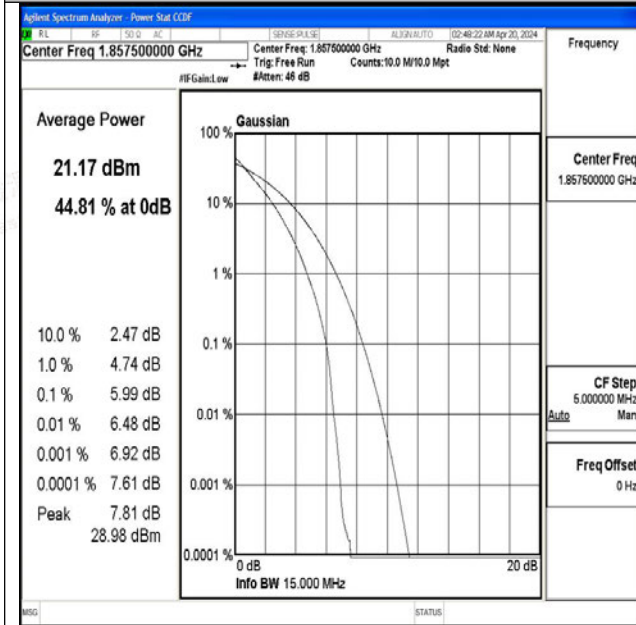 Agilent Spectrum Analyzer - Power Stat CCDF
RL RF 50 Ω AC SENSE:PULSE ALIGN AUTO 02:48:22 AM Apr 20, 2024
Center Freq 1.857500000 GHz
Center Freq: 1.857500000 GHz Radio Std: None
Trig: Free Run Counts:10.0 M/10.0 Mpt
#IFGain:Low #Atten: 46 dB
Frequency
Average Power
21.17 dBm
44.81 % at 0dB
10.0 % 2.47 dB
1.0 % 4.74 dB
0.1 % 5.99 dB
0.01 % 6.48 dB
0.001 % 6.92 dB
0.0001 % 7.61 dB
Peak 7.81 dB
28.98 dBm
Gaussian
100 %
10 %
1 %
0.1 %
0.01 %
0.001 %
0.0001 %
0 dB 20 dB
Info BW 15.000 MHz
Center Freq
1.857500000 GHz
CF Step
5.000000 MHz
Auto Man
Freq Offset
0 Hz
MSG STATUS